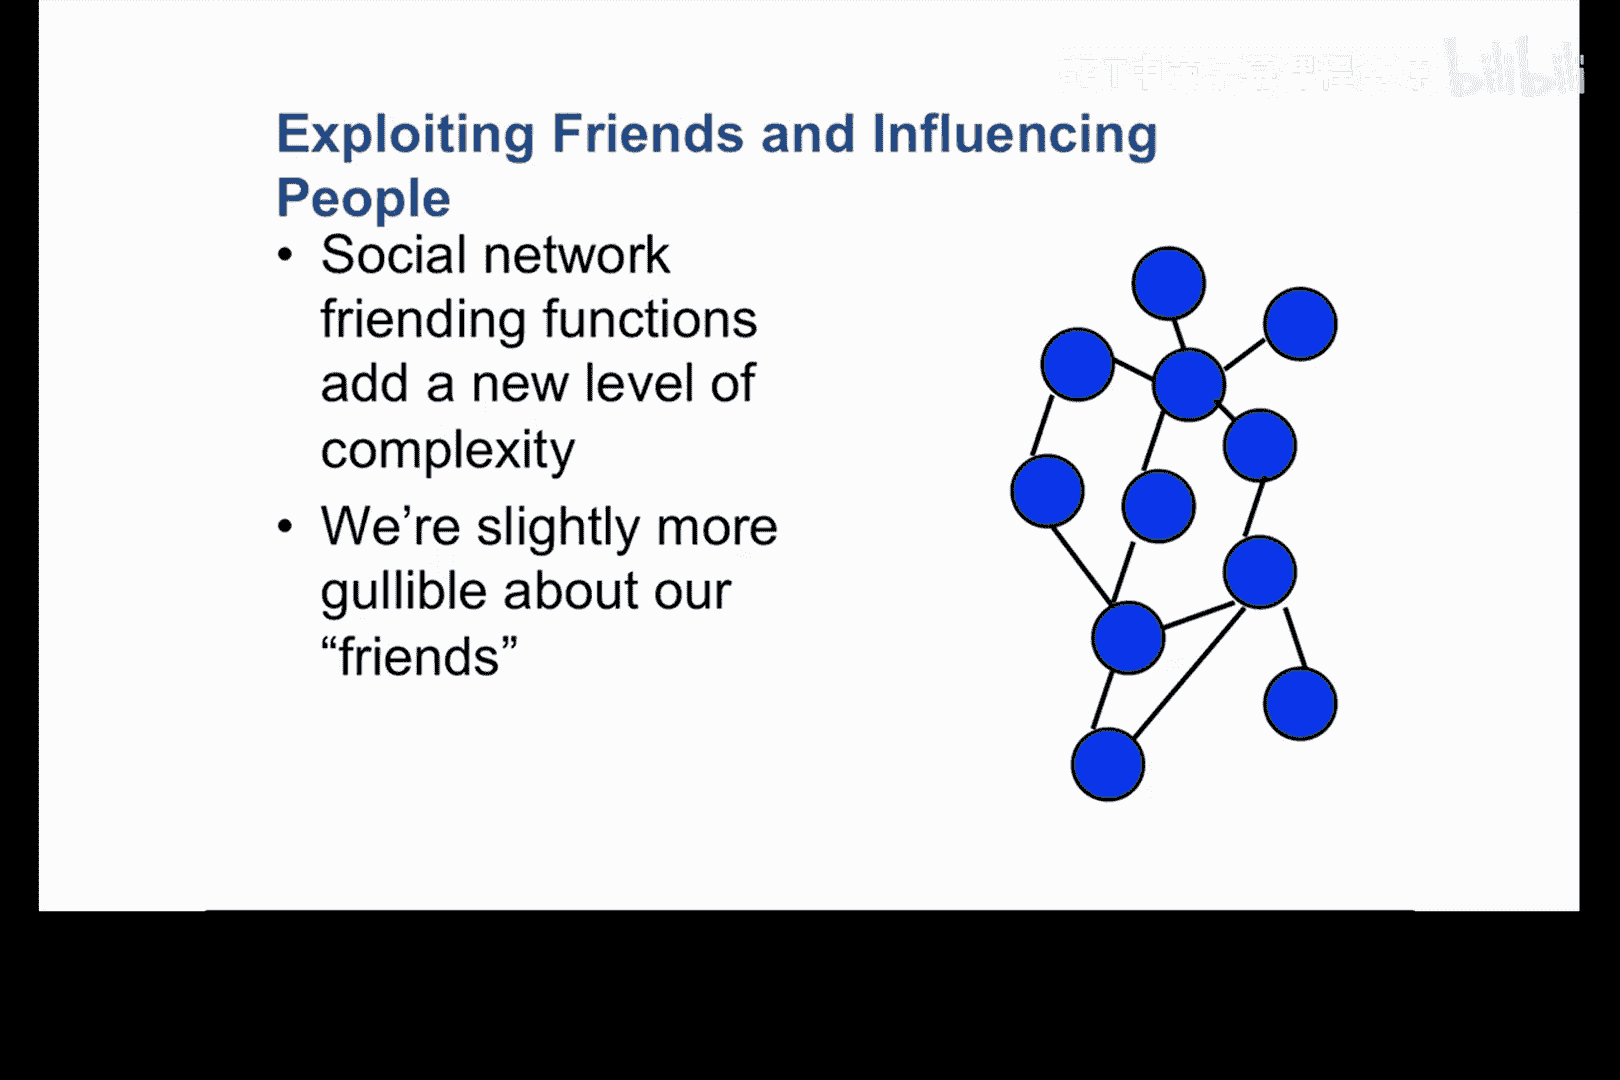 bilibili
Exploiting Friends and Influencing
People
• Social network
friending functions
add a new level of
complexity
• We’re slightly more
gullible about our
“friends”